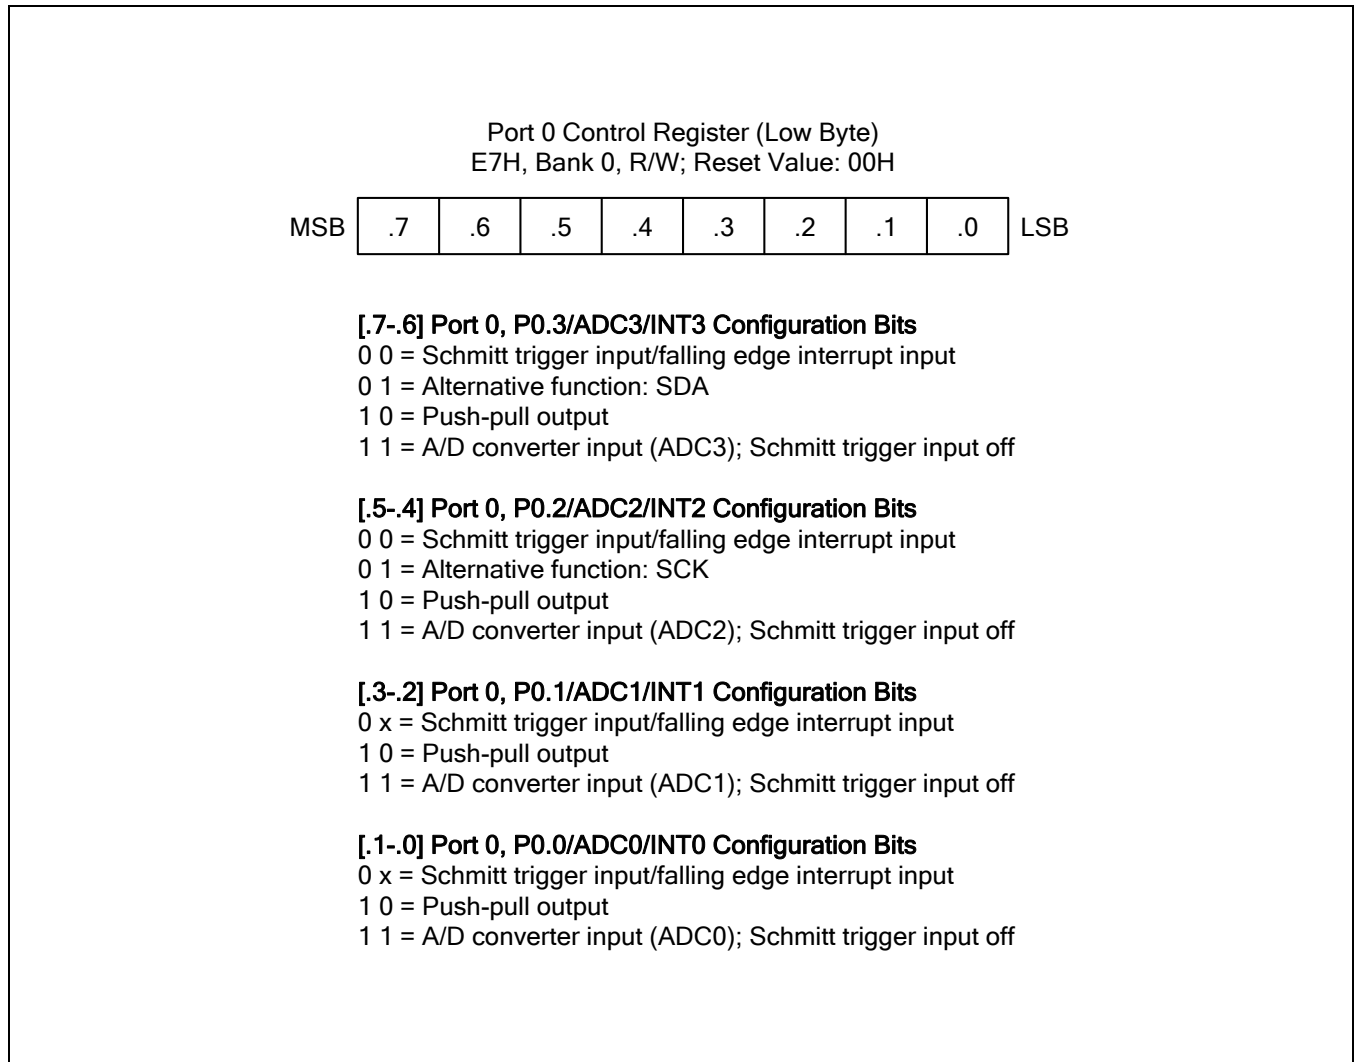 Port 0 Control Register (Low Byte)
E7H, Bank 0, R/W; Reset Value: 00H
MSB .7 .6 .5 .4 .3 .2 .1 .0 LSB
[.7-.6] Port 0, P0.3/ADC3/INT3 Configuration Bits
0 0 = Schmitt trigger input/falling edge interrupt input
0 1 = Alternative function: SDA
1 0 = Push-pull output
1 1 = A/D converter input (ADC3); Schmitt trigger input off
[.5-.4] Port 0, P0.2/ADC2/INT2 Configuration Bits
0 0 = Schmitt trigger input/falling edge interrupt input
0 1 = Alternative function: SCK
1 0 = Push-pull output
1 1 = A/D converter input (ADC2); Schmitt trigger input off
[.3-.2] Port 0, P0.1/ADC1/INT1 Configuration Bits
0 x = Schmitt trigger input/falling edge interrupt input
1 0 = Push-pull output
1 1 = A/D converter input (ADC1); Schmitt trigger input off
[.1-.0] Port 0, P0.0/ADC0/INT0 Configuration Bits
0 x = Schmitt trigger input/falling edge interrupt input
1 0 = Push-pull output
1 1 = A/D converter input (ADC0); Schmitt trigger input off